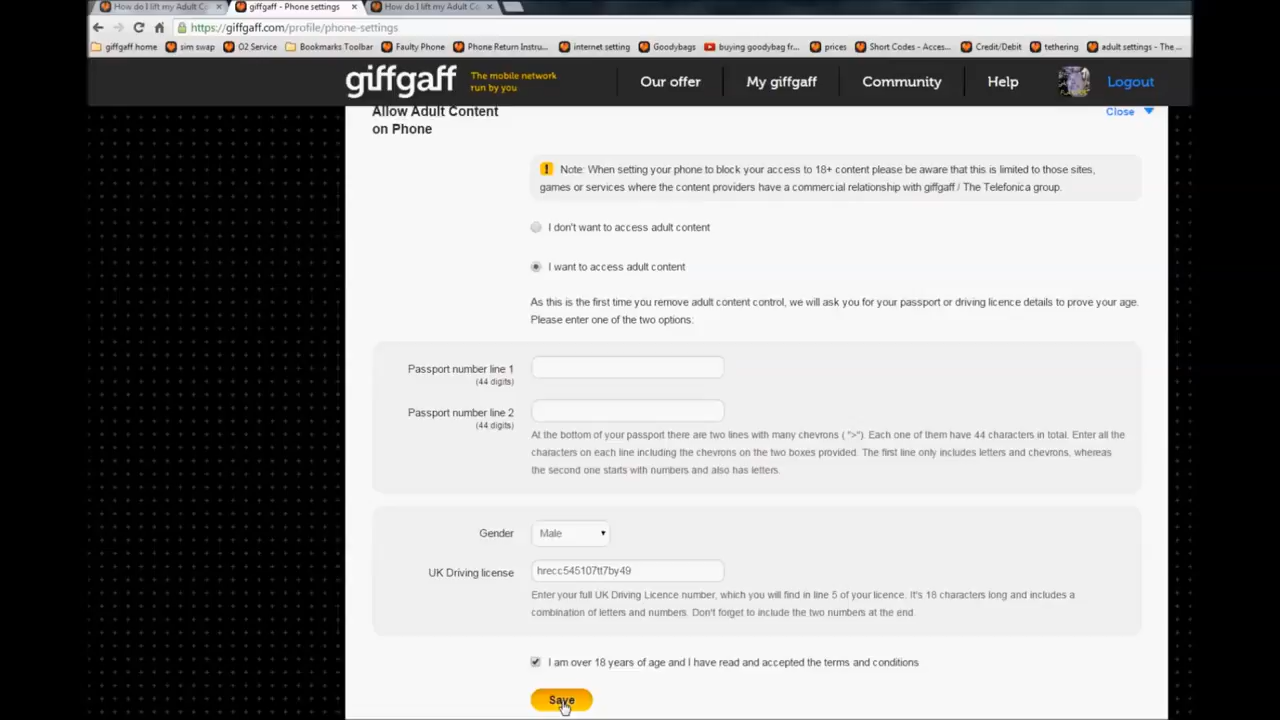 How do I lift my Adult C
giffgaff - Phone settings
How do I lift my Adult Co
https://giffgaff.com/profile/phone-settings
giffgaff home
sim swap
O2 Service
Bookmarks Toolbar
Faulty Phone
Phone Return Instru...
internet setting
Goodybags
buying goodybag fr...
prices
Short Codes - Acces...
Credit/Debit
tethering
adult settings - The ...
giffgaff
The mobile network
run by you
Our offer
My giffgaff
Community
Help
Logout
Allow Adult Content
on Phone
Close
Note: When setting your phone to block your access to 18+ content please be aware that this is limited to those sites,
games or services where the content providers have a commercial relationship with giffgaff / The Telefonica group.
I don't want to access adult content
I want to access adult content
As this is the first time you remove adult content control, we will ask you for your passport or driving licence details to prove your age.
Please enter one of the two options:
Passport number line 1
(44 digits)
Passport number line 2
(44 digits)
At the bottom of your passport there are two lines with many chevrons ( ">"). Each one of them have 44 characters in total. Enter all the
characters on each line including the chevrons on the two boxes provided. The first line only includes letters and chevrons, whereas
the second one starts with numbers and also has letters.
Gender
Male
UK Driving license
hrecc545107tt7by49
Enter your full UK Driving Licence number, which you will find in line 5 of your licence. It's 18 characters long and includes a
combination of letters and numbers. Don't forget to include the two numbers at the end.
I am over 18 years of age and I have read and accepted the terms and conditions
Save